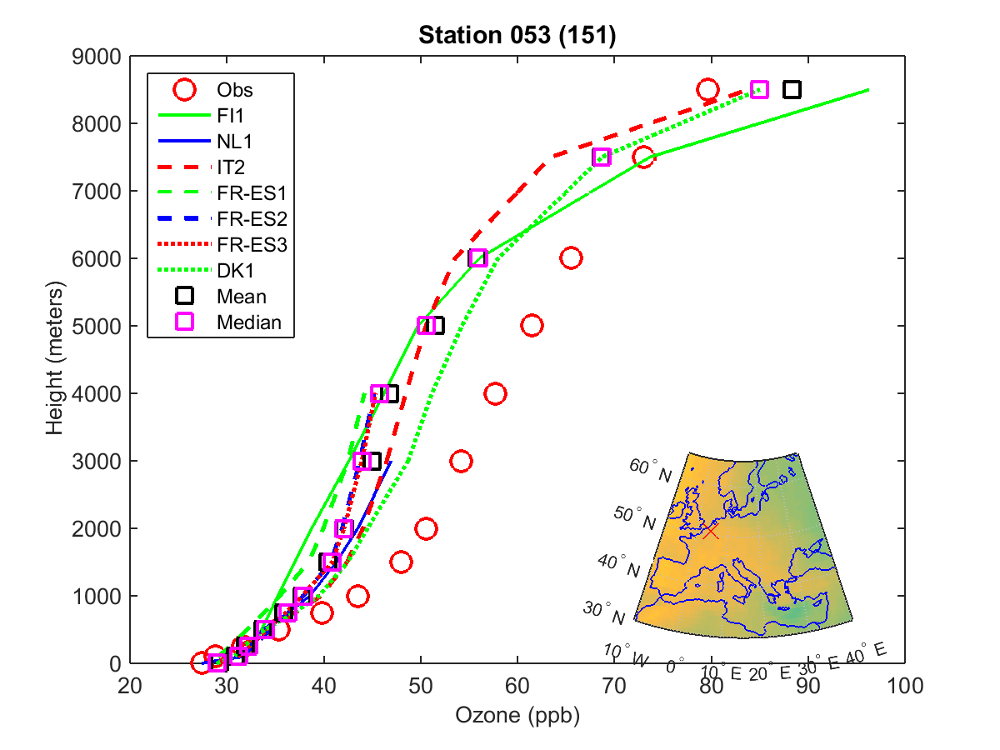 Station 053 (151)
9000
8000
7000
6000
5000
4000
3000
2000
1000
0
Height (meters)
Obs
FI1
NL1
IT2
FR-ES1
FR-ES2
FR-ES3
DK1
Mean
Median
60° N
50° N
40° N
30° N
10° W
0°
10° E
20° E
30° E
40° E
20
30
40
50
60
70
80
90
100
Ozone (ppb)